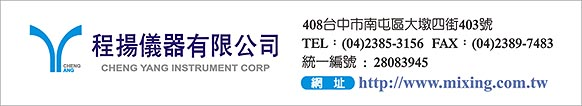 CHENG
YANG
程揚儀器有限公司
CHENG YANG INSTRUMENT CORP
408台中市南屯區大墩四街403號
TEL：(04)2385-3156 FAX：(04)2389-7483
統一編號：28083945
網址 http://www.mixing.com.tw